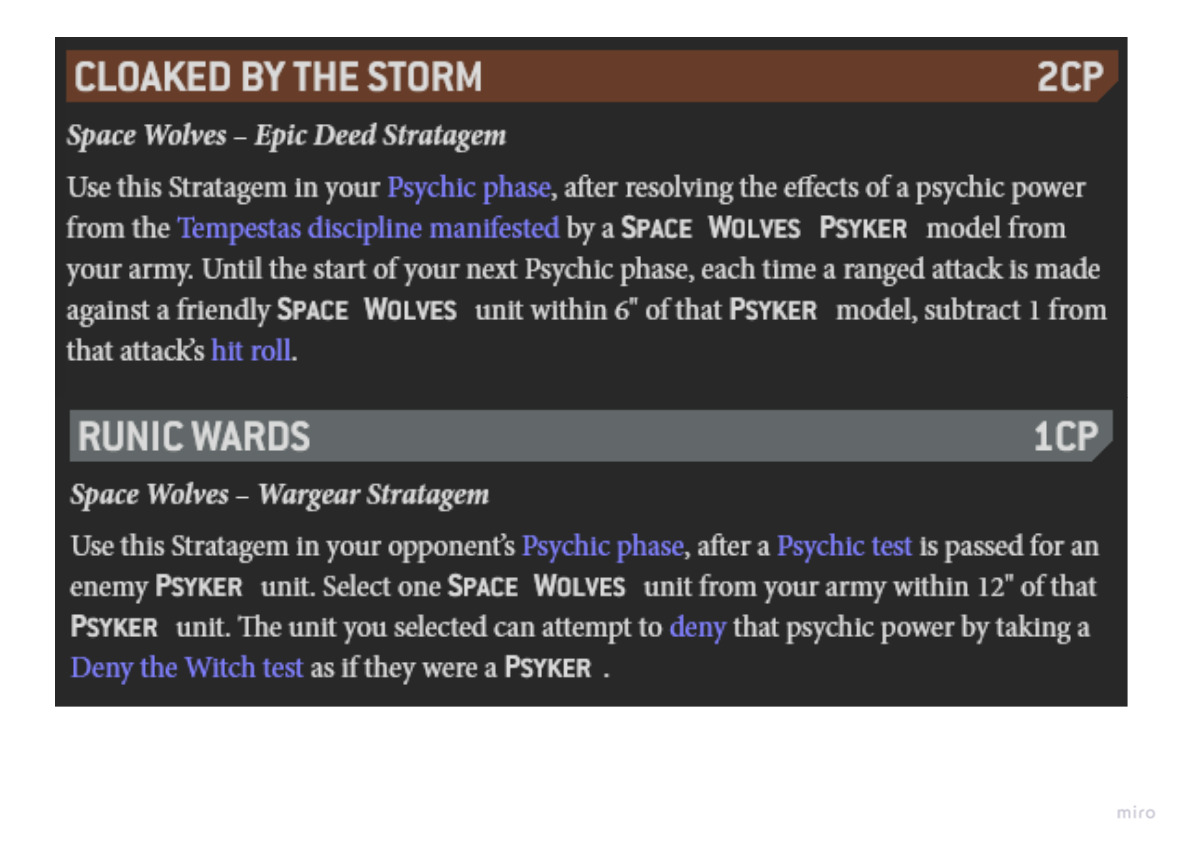 CLOAKED BY THE STORM 2CP
Space Wolves – Epic Deed Stratagem
Use this Stratagem in your Psychic phase, after resolving the effects of a psychic power
from the Tempestas discipline manifested by a SPACE WOLVES PSYKER model from
your army. Until the start of your next Psychic phase, each time a ranged attack is made
against a friendly SPACE WOLVES unit within 6" of that PSYKER model, subtract 1 from
that attack's hit roll.
RUNIC WARDS 1CP
Space Wolves – Wargear Stratagem
Use this Stratagem in your opponent's Psychic phase, after a Psychic test is passed for an
enemy PSYKER unit. Select one SPACE WOLVES unit from your army within 12" of that
PSYKER unit. The unit you selected can attempt to deny that psychic power by taking a
Deny the Witch test as if they were a PSYKER .
miro